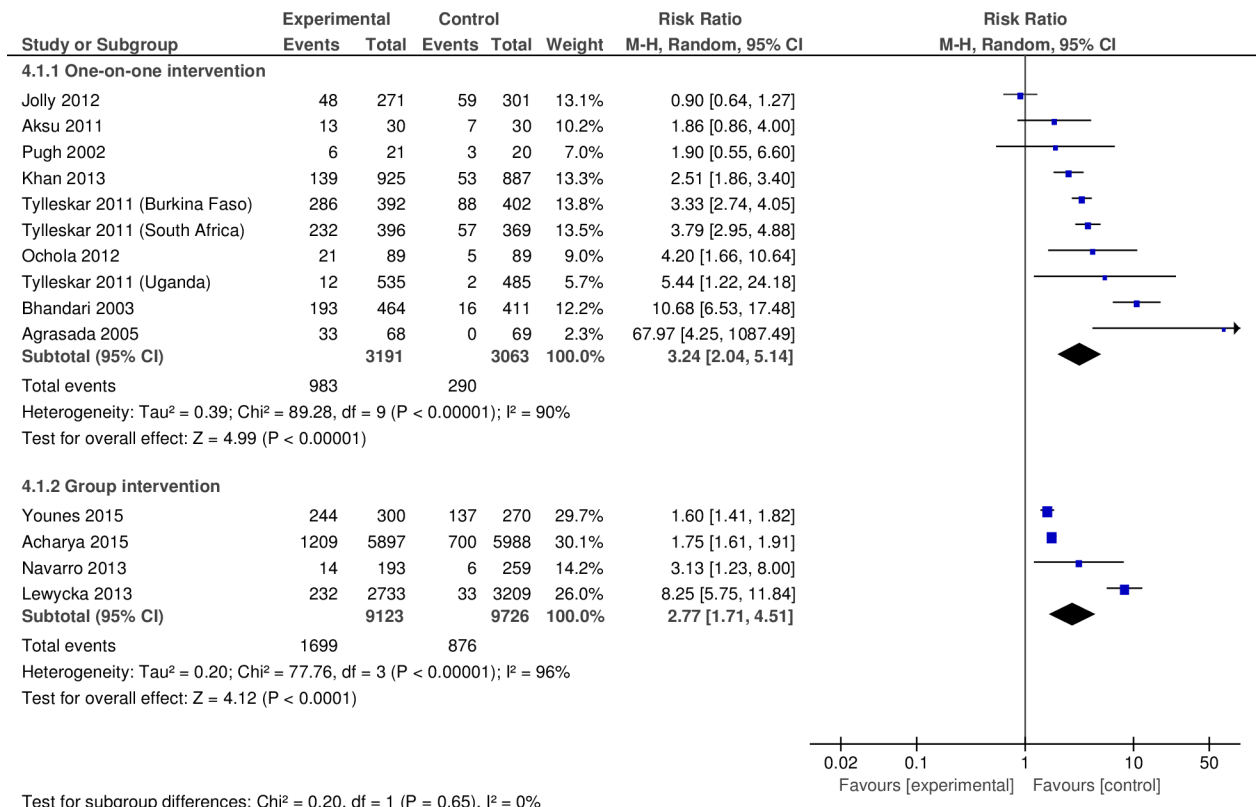 Experimental Control Risk Ratio Risk Ratio
Study or Subgroup Events Total Events Total Weight M-H, Random, 95% CI M-H, Random, 95% CI
4.1.1 One-on-one intervention
Jolly 2012 48 271 59 301 13.1% 0.90 [0.64, 1.27]
Aksu 2011 13 30 7 30 10.2% 1.86 [0.86, 4.00]
Pugh 2002 6 21 3 20 7.0% 1.90 [0.55, 6.60]
Khan 2013 139 925 53 887 13.3% 2.51 [1.86, 3.40]
Tylleskar 2011 (Burkina Faso) 286 392 88 402 13.8% 3.33 [2.74, 4.05]
Tylleskar 2011 (South Africa) 232 396 57 369 13.5% 3.79 [2.95, 4.88]
Ochola 2012 21 89 5 89 9.0% 4.20 [1.66, 10.64]
Tylleskar 2011 (Uganda) 12 535 2 485 5.7% 5.44 [1.22, 24.18]
Bhandari 2003 193 464 16 411 12.2% 10.68 [6.53, 17.48]
Agrasada 2005 33 68 0 69 2.3% 67.97 [4.25, 1087.49]
Subtotal (95% CI) 3191 3063 100.0% 3.24 [2.04, 5.14]
Total events 983 290
Heterogeneity: Tau² = 0.39; Chi² = 89.28, df = 9 (P < 0.00001); I² = 90%
Test for overall effect: Z = 4.99 (P < 0.00001)
4.1.2 Group intervention
Younes 2015 244 300 137 270 29.7% 1.60 [1.41, 1.82]
Acharya 2015 1209 5897 700 5988 30.1% 1.75 [1.61, 1.91]
Navarro 2013 14 193 6 259 14.2% 3.13 [1.23, 8.00]
Lewycka 2013 232 2733 33 3209 26.0% 8.25 [5.75, 11.84]
Subtotal (95% CI) 9123 9726 100.0% 2.77 [1.71, 4.51]
Total events 1699 876
Heterogeneity: Tau² = 0.20; Chi² = 77.76, df = 3 (P < 0.00001); I² = 96%
Test for overall effect: Z = 4.12 (P < 0.0001)
0.02 0.1 1 10 50
Favours [experimental] Favours [control]
Test for subgroup differences: Chi² = 0.20, df = 1 (P = 0.65), I² = 0%